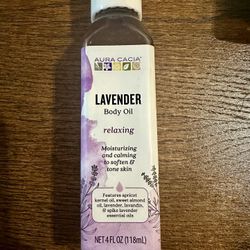 AURA CACIA
LAVENDER
Body Oil
relaxing
Moisturizing
and calming
to soften &
tone skin
Features apricot
kernel oil, sweet almond
oil, lavender, lavandin,
& spike lavender
essential oils
NET 4 FL OZ (118mL)